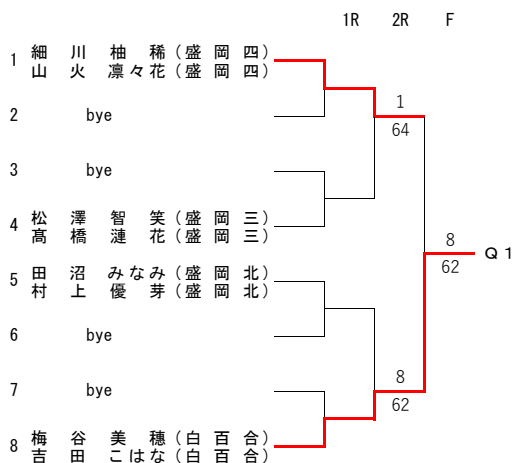 1R 2R F
1 細川 柚稀(盛岡四)
山火 凛々花(盛岡四)
1
64
2 bye
3 bye
4 松澤 智笑(盛岡三)
髙橋 漣花(盛岡三)
8 Q1
62
5 田沼 みなみ(盛岡北)
村上 優芽(盛岡北)
6 bye
8
62
7 bye
8 梅谷 美穂(白百合)
吉田 こはな(白百合)